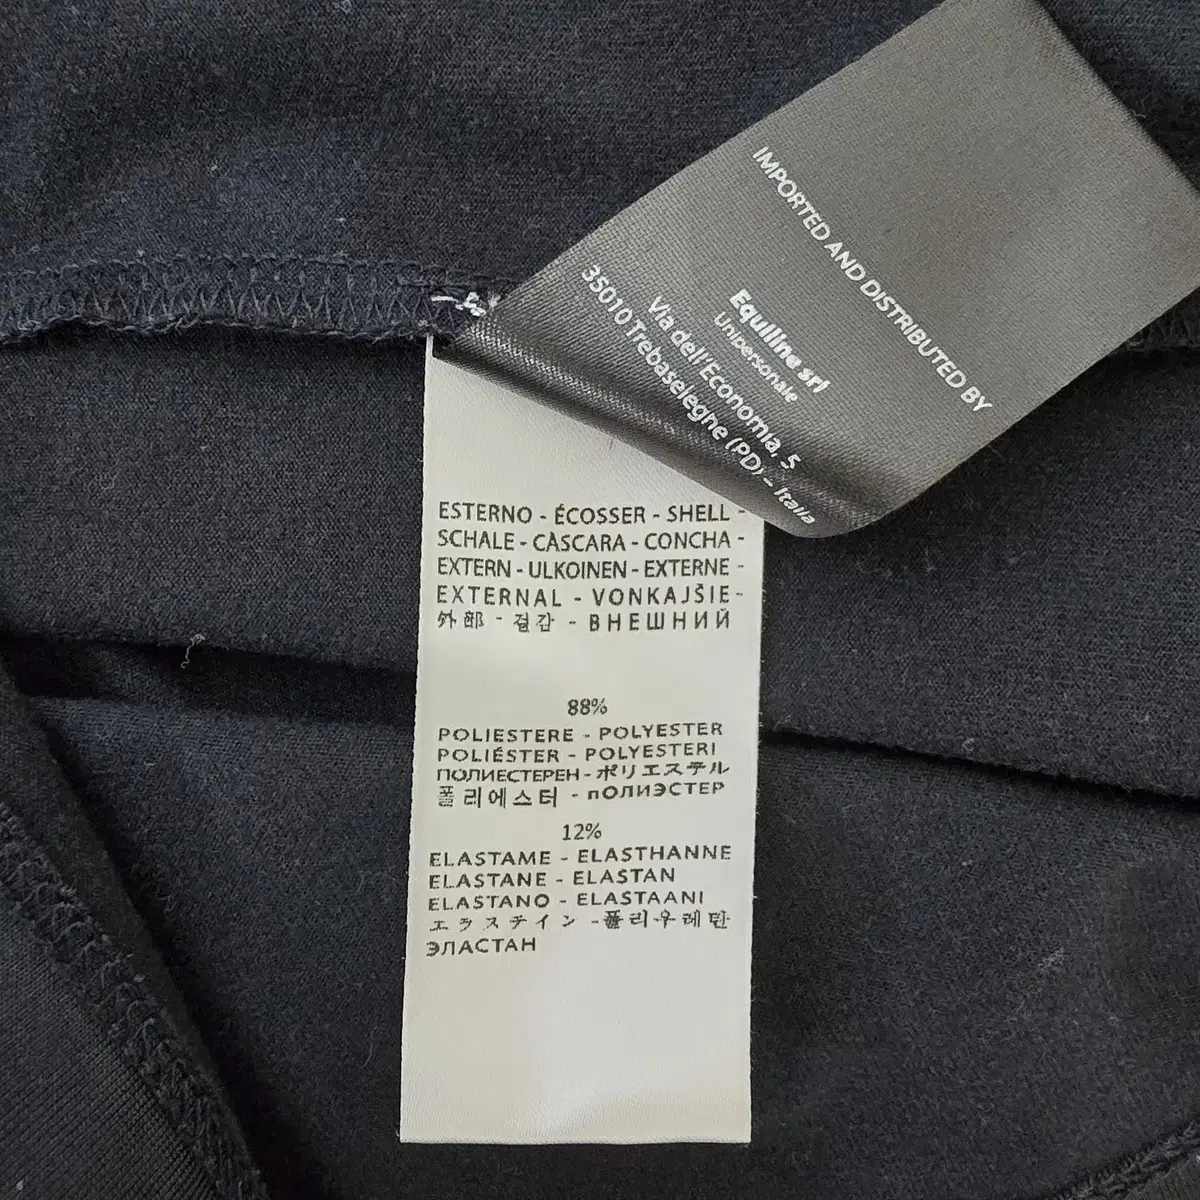 IMPORTED AND DISTRIBUTED BY
Equiline srl
Unipersonale
Via dell'Economia, 5
35010 Trebaseleghe (PD) - Italia
ESTERNO - ÉCOSSER - SHELL -
SCHALE - CÀSCARA - CONCHA -
EXTERN - ULKOINEN - EXTERNE -
EXTERNAL - VONKAJŠIE -
外部 - 겉감 - ВНЕШНИЙ
88%
POLIESTERE - POLYESTER
POLIÉSTER - POLYESTERI
ПОЛИЕСТЕРЕН - ポリエステル
폴리에스터 - пОЛИЭСТЕР
12%
ELASTAME - ELASTHANNE
ELASTANE - ELASTAN
ELASTANO - ELASTAANI
エラステイン - 폴리우레탄
ЭЛАСТАН